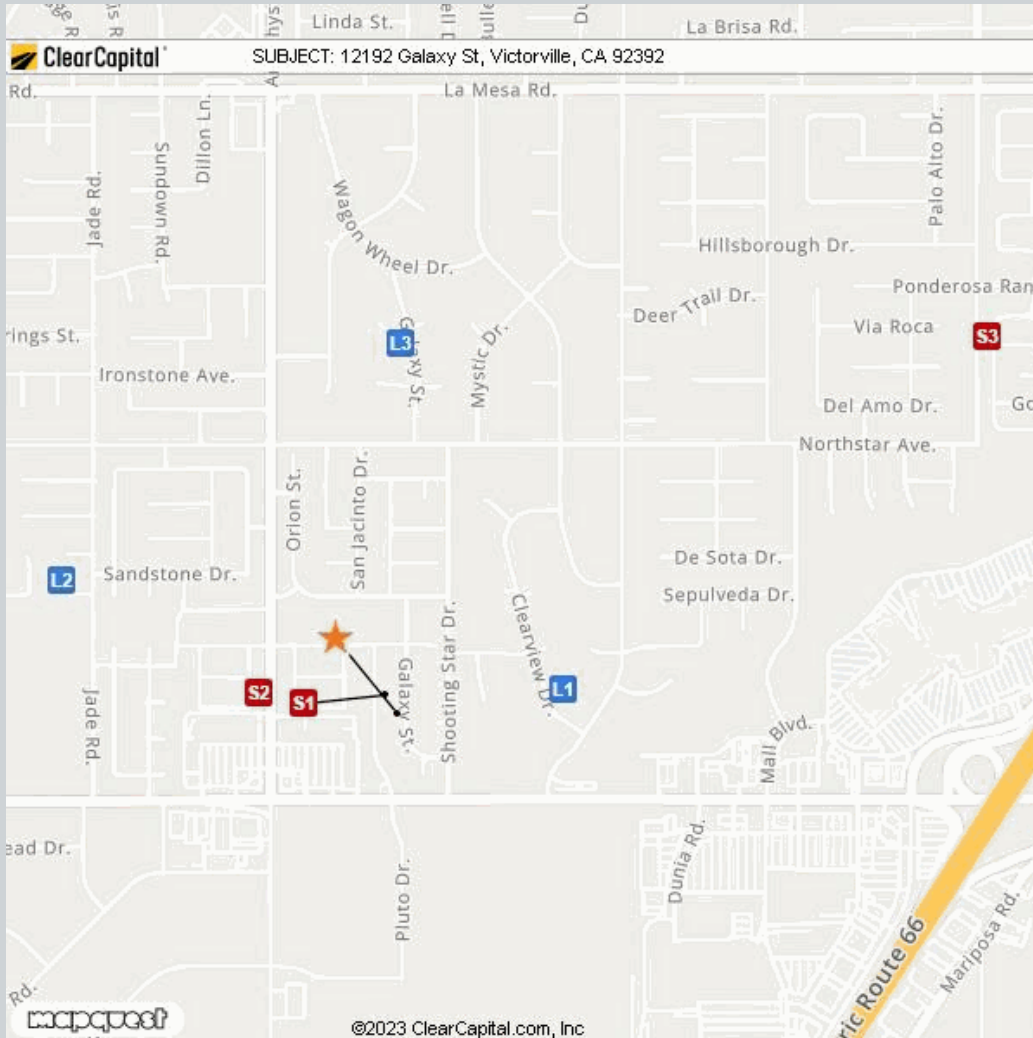 Linda St.
La Brisa Rd.
ClearCapital
SUBJECT: 12192 Galaxy St, Victorville, CA 92392
Rd.
La Mesa Rd.
Dillon Ln.
Sundown Rd.
Jade Rd.
Palo Alto Dr.
Wagon Wheel Dr.
Hillsborough Dr.
Ponderosa Ran
Deer Trail Dr.
Via Roca
S3
rings St.
L3
Galaxy St.
Mystic Dr.
Ironstone Ave.
Del Amo Dr.
Go
Northstar Ave.
Orion St.
San Jacinto Dr.
De Sota Dr.
L2
Sandstone Dr.
Sepulveda Dr.
Clearview Dr.
Shooting Star Dr.
Galaxy St.
S2
S1
L1
Jade Rd.
Mall Blvd.
ead Dr.
Dunia Rd.
Pluto Dr.
ric Route 66
Mariposa Rd.
Rd.
mapquest
©2023 ClearCapital.com, Inc